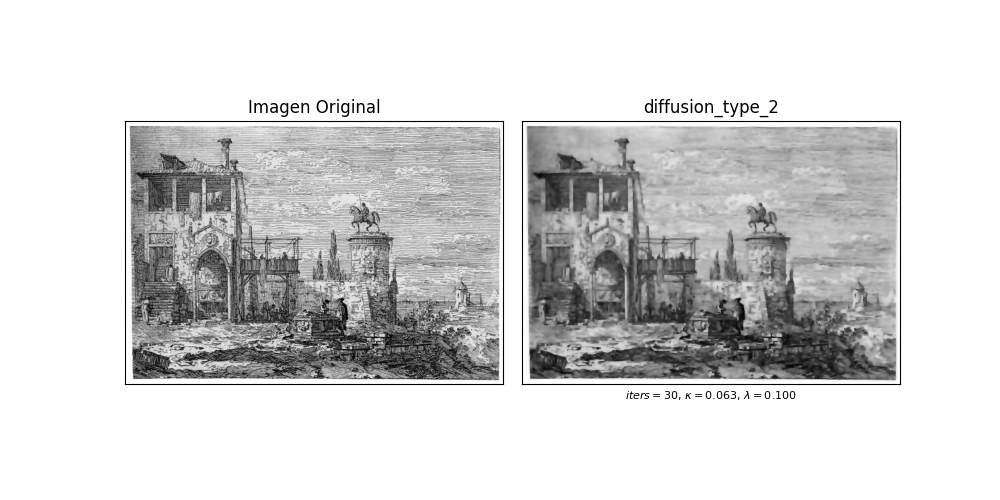 Imagen Original
diffusion_type_2
iters = 30, κ = 0.063, λ = 0.100